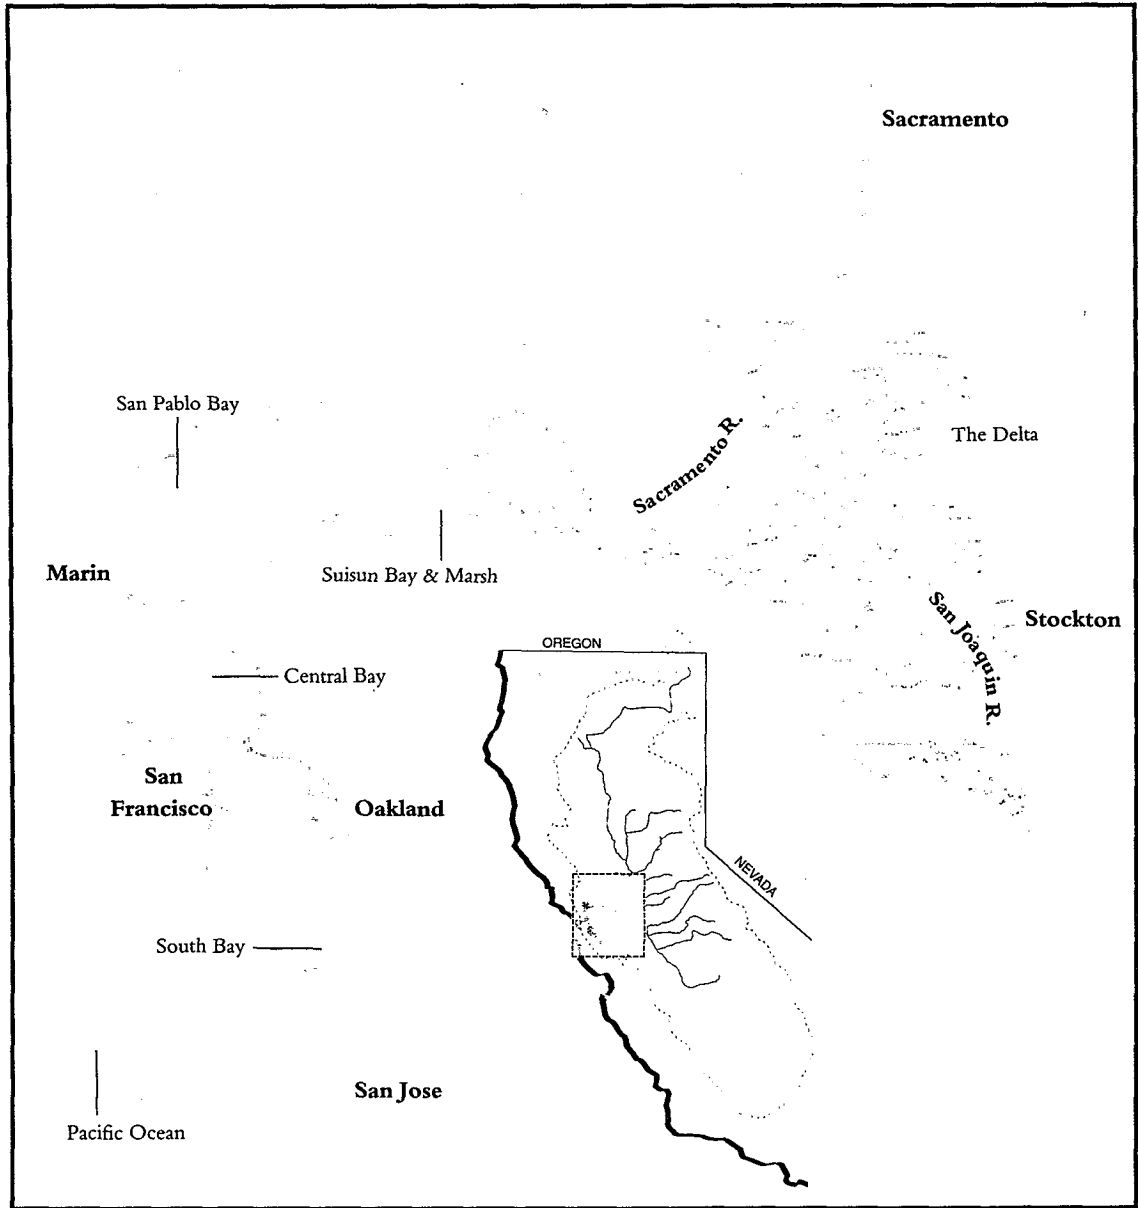 Sacramento
San Pablo Bay
Sacramento R.
The Delta
Marin
Suisun Bay & Marsh
San Joaquin R.
Stockton
OREGON
Central Bay
San
Francisco
Oakland
NEVADA
South Bay
San Jose
Pacific Ocean